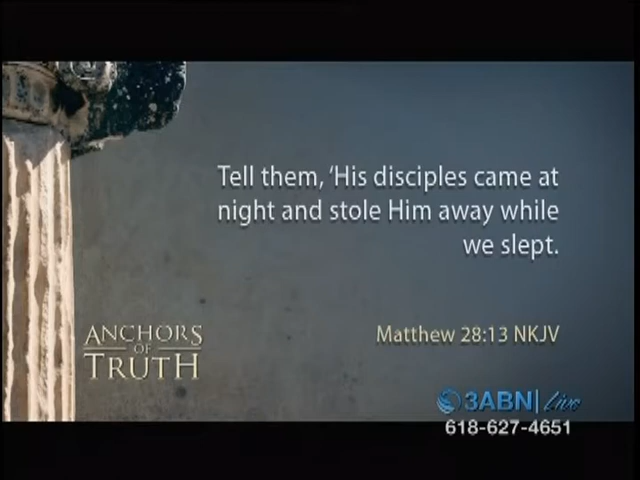 Tell them, ‘His disciples came at
night and stole Him away while
we slept.
Matthew 28:13 NKJV
ANCHORS
OF
TRUTH
3ABN Live
618-627-4651